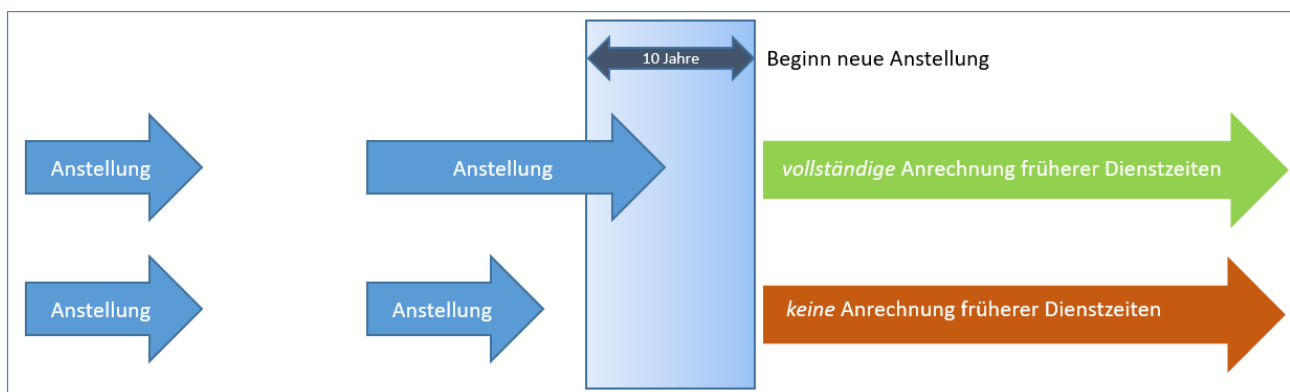 10 Jahre
Beginn neue Anstellung
Anstellung
Anstellung
vollständige Anrechnung früherer Dienstzeiten
Anstellung
Anstellung
keine Anrechnung früherer Dienstzeiten